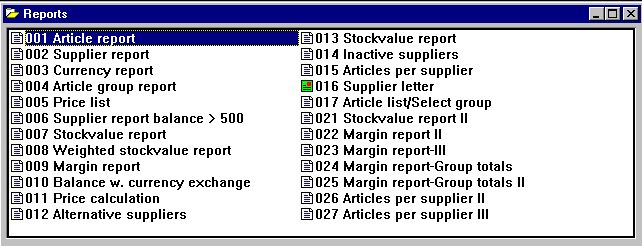 Reports
001 Article report
002 Supplier report
003 Currency report
004 Article group report
005 Price list
006 Supplier report balance > 500
007 Stockvalue report
008 Weighted stockvalue report
009 Margin report
010 Balance w. currency exchange
011 Price calculation
012 Alternative suppliers
013 Stockvalue report
014 Inactive suppliers
015 Articles per supplier
016 Supplier letter
017 Article list/Select group
021 Stockvalue report II
022 Margin report II
023 Margin report-III
024 Margin report-Group totals
025 Margin report-Group totals II
026 Articles per supplier II
027 Articles per supplier III